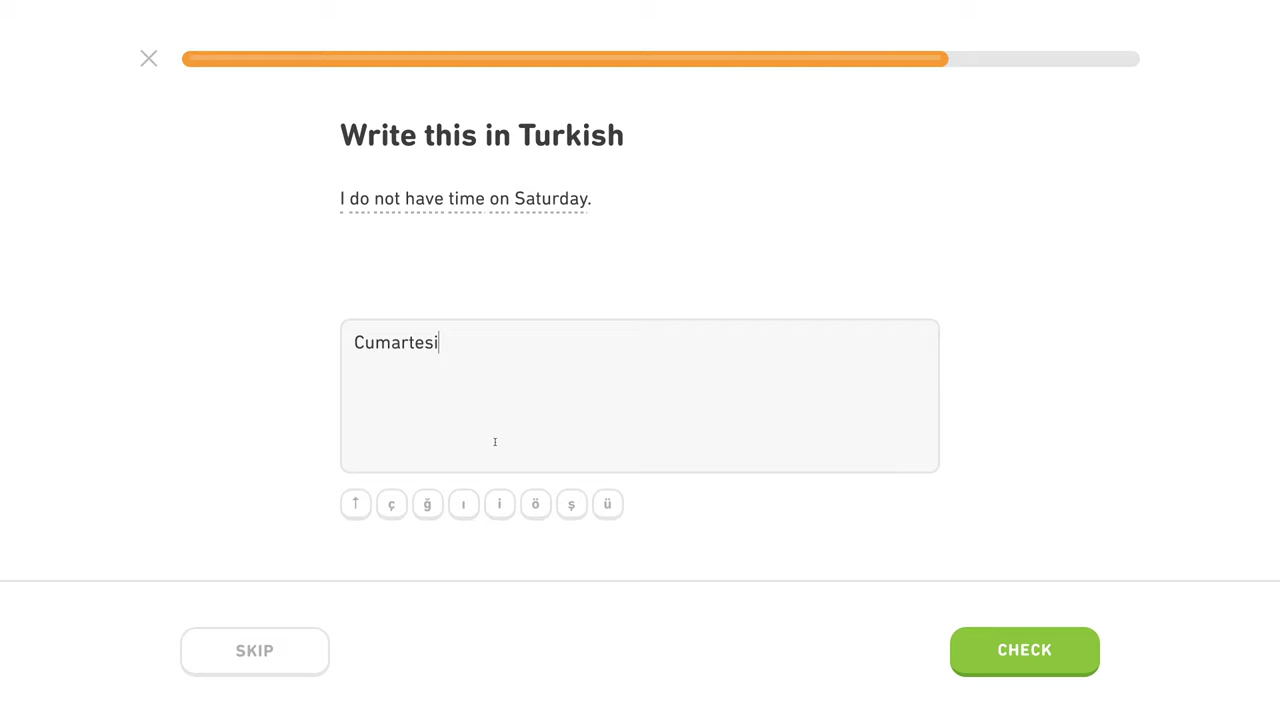 Write this in Turkish
I do not have time on Saturday.
Cumartesi
↑ ç ğ ı i ö ş ü
SKIP
CHECK